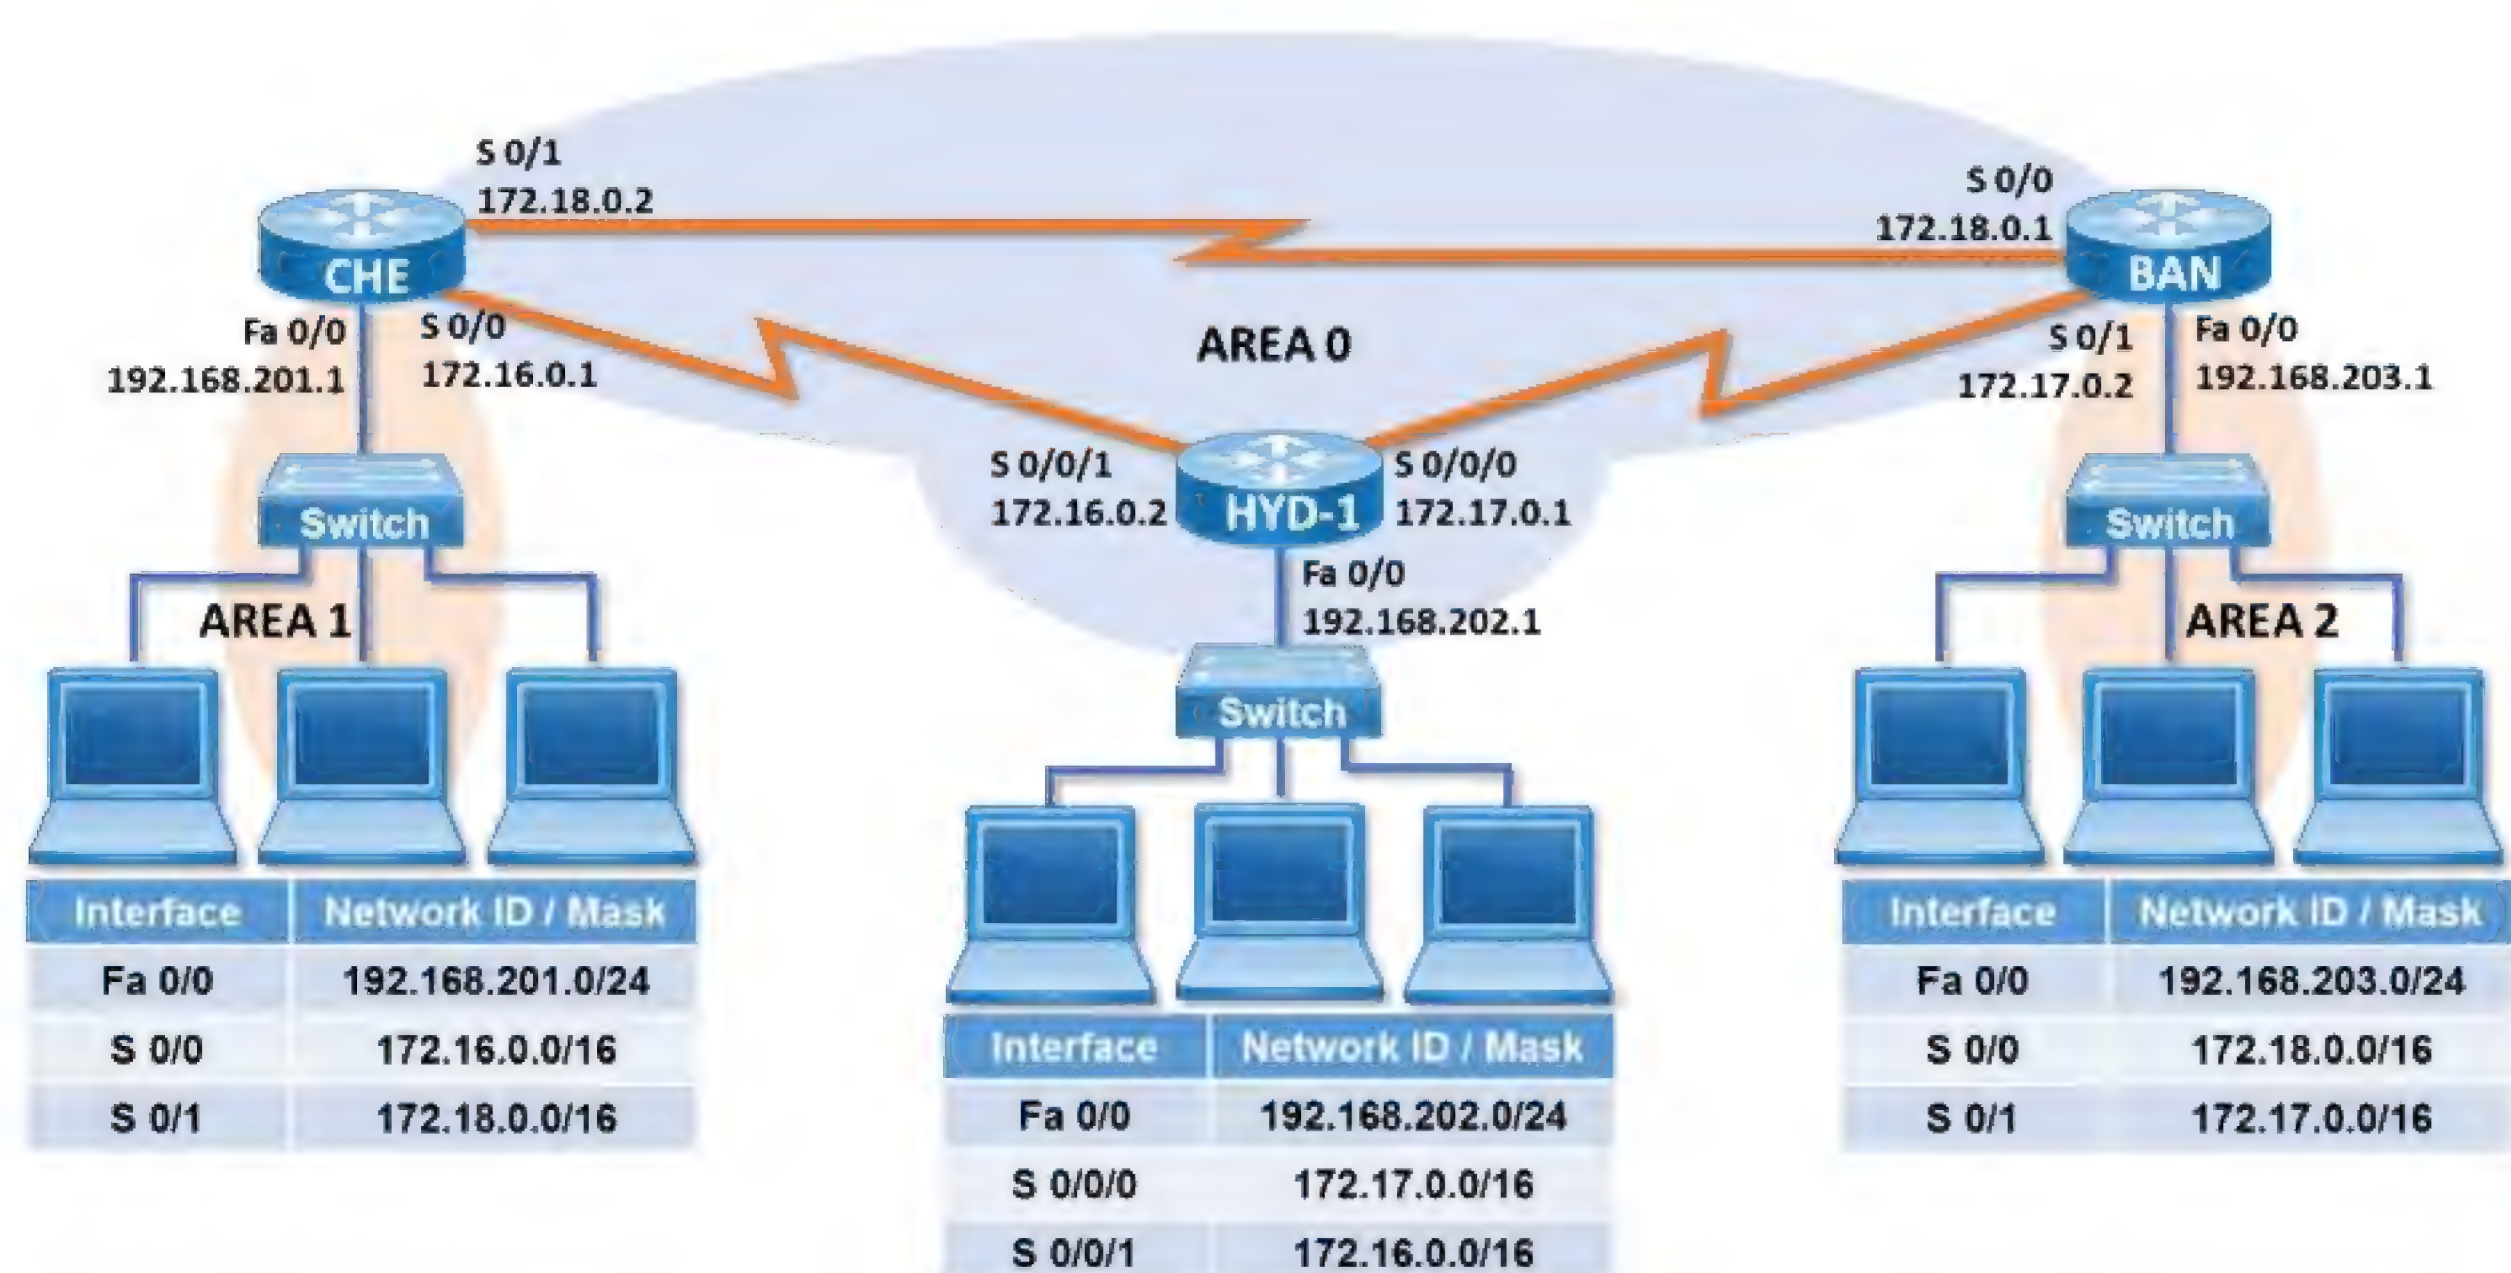 S 0/1
172.18.0.2
S 0/0
172.18.0.1
CHE
BAN
Fa 0/0
192.168.201.1
S 0/0
172.16.0.1
AREA 0
S 0/1
172.17.0.2
Fa 0/0
192.168.203.1
S 0/0/1
172.16.0.2
HYD-1
S 0/0/0
172.17.0.1
Switch
Switch
Fa 0/0
192.168.202.1
AREA 1
AREA 2
Switch
Interface Network ID / Mask
Fa 0/0 192.168.201.0/24
S 0/0 172.16.0.0/16
S 0/1 172.18.0.0/16
Interface Network ID / Mask
Fa 0/0 192.168.202.0/24
S 0/0/0 172.17.0.0/16
S 0/0/1 172.16.0.0/16
Interface Network ID / Mask
Fa 0/0 192.168.203.0/24
S 0/0 172.18.0.0/16
S 0/1 172.17.0.0/16